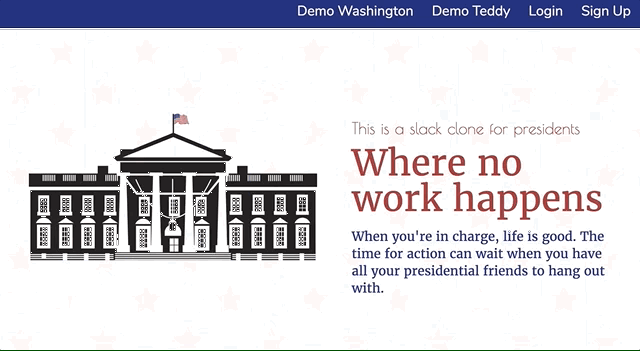 Demo Washington Demo Teddy Login Sign Up
This is a slack clone for presidents
Where no
work happens
When you're in charge, life is good. The
time for action can wait when you have
all your presidential friends to hang out
with.